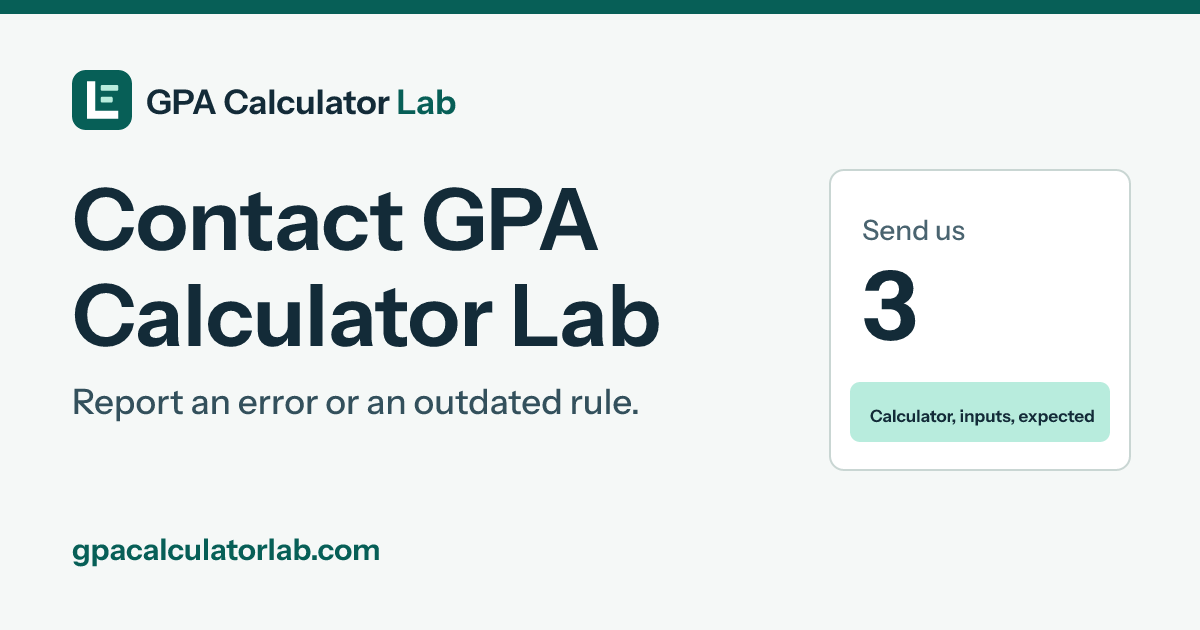 GPA Calculator Lab
Contact GPA
Calculator Lab
Report an error or an outdated rule.
Send us
3
Calculator, inputs, expected
gpacalculatorlab.com